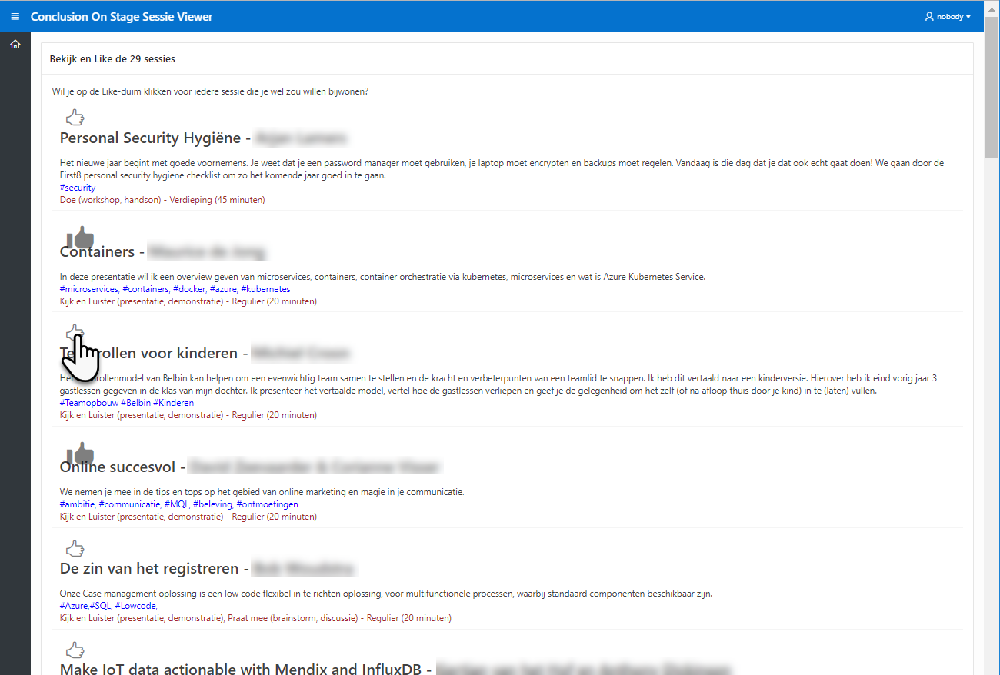 Conclusion On Stage Sessie Viewer
nobody
Bekijk en Like de 29 sessies
Wil je op de Like-duim klikken voor iedere sessie die je wel zou willen bijwonen?
Personal Security Hygiëne -
Het nieuwe jaar begint met goede voornemens. Je weet dat je een password manager moet gebruiken, je laptop moet encrypten en backups moet regelen. Vandaag is die dag dat je dat ook echt gaat doen! We gaan door de
First8 personal security hygiene checklist om zo het komende jaar goed in te gaan.
#security
Doe (workshop, handson) - Verdieping (45 minuten)
Containers -
In deze presentatie wil ik een overview geven van microservices, containers, container orchestratie via kubernetes, microservices en wat is Azure Kubernetes Service.
#microservices, #containers, #docker, #azure, #kubernetes
Kijk en Luister (presentatie, demonstratie) - Regulier (20 minuten)
voor kinderen -
van Belbin kan helpen om een evenwichtig team samen te stellen en de kracht en verbeterpunten van een teamlid te snappen. Ik heb dit vertaald naar een kinderversie. Hierover heb ik eind vorig jaar 3
gastlessen gegeven in de klas van mijn dochter. Ik presenteer het vertaalde model, vertel hoe de gastlessen verliepen en geef je de gelegenheid om het zelf (of na afloop thuis door je kind) in te (laten) vullen.
#Teamopbouw #Belbin #Kinderen
Kijk en Luister (presentatie, demonstratie) - Regulier (20 minuten)
Online succesvol -
We nemen je mee in de tips en tops op het gebied van online marketing en magie in je communicatie.
#ambitie, #communicatie, #MQL, #beleving, #ontmoetingen
Kijk en Luister (presentatie, demonstratie) - Regulier (20 minuten)
De zin van het registreren -
Onze Case management oplossing is een low code flexibel in te richten oplossing, voor multifunctionele processen, waarbij standaard componenten beschikbaar zijn.
#Azure,#SQL, #Lowcode,
Kijk en Luister (presentatie, demonstratie), Praat mee (brainstorm, discussie) - Regulier (20 minuten)
Make IoT data actionable with Mendix and InfluxDB -